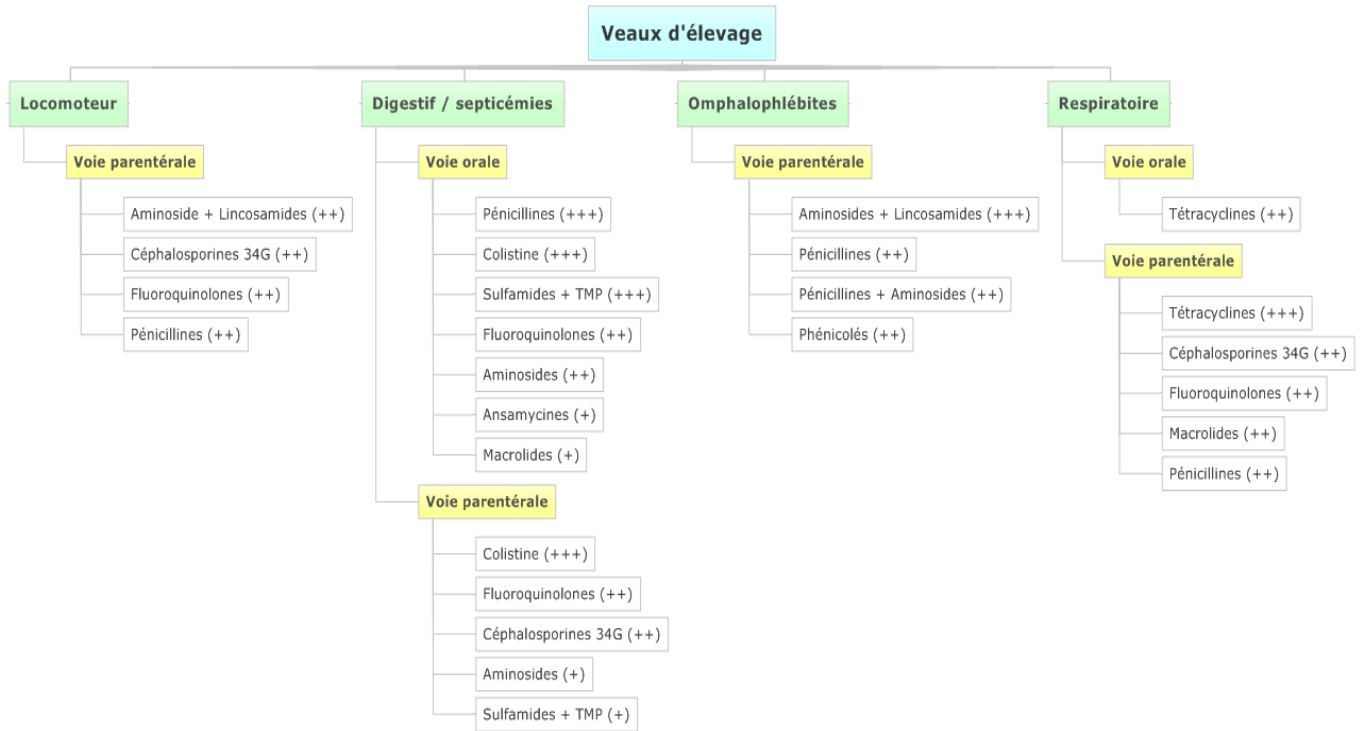 Veaux d'élevage
Locomoteur
Voie parentérale
Aminoside + Lincosamides (++)
Céphalosporines 34G (++)
Fluoroquinolones (++)
Pénicillines (++)
Digestif / septicémies
Voie orale
Pénicillines (+++)
Colistine (+++)
Sulfamides + TMP (+++)
Fluoroquinolones (++)
Aminosides (++)
Ansamycines (+)
Macrolides (+)
Voie parentérale
Colistine (+++)
Fluoroquinolones (++)
Céphalosporines 34G (++)
Aminosides (+)
Sulfamides + TMP (+)
Omphalophlébites
Voie parentérale
Aminosides + Lincosamides (+++)
Pénicillines (++)
Pénicillines + Aminosides (++)
Phénicolés (++)
Respiratoire
Voie orale
Tétracyclines (++)
Voie parentérale
Tétracyclines (+++)
Céphalosporines 34G (++)
Fluoroquinolones (++)
Macrolides (++)
Pénicillines (++)